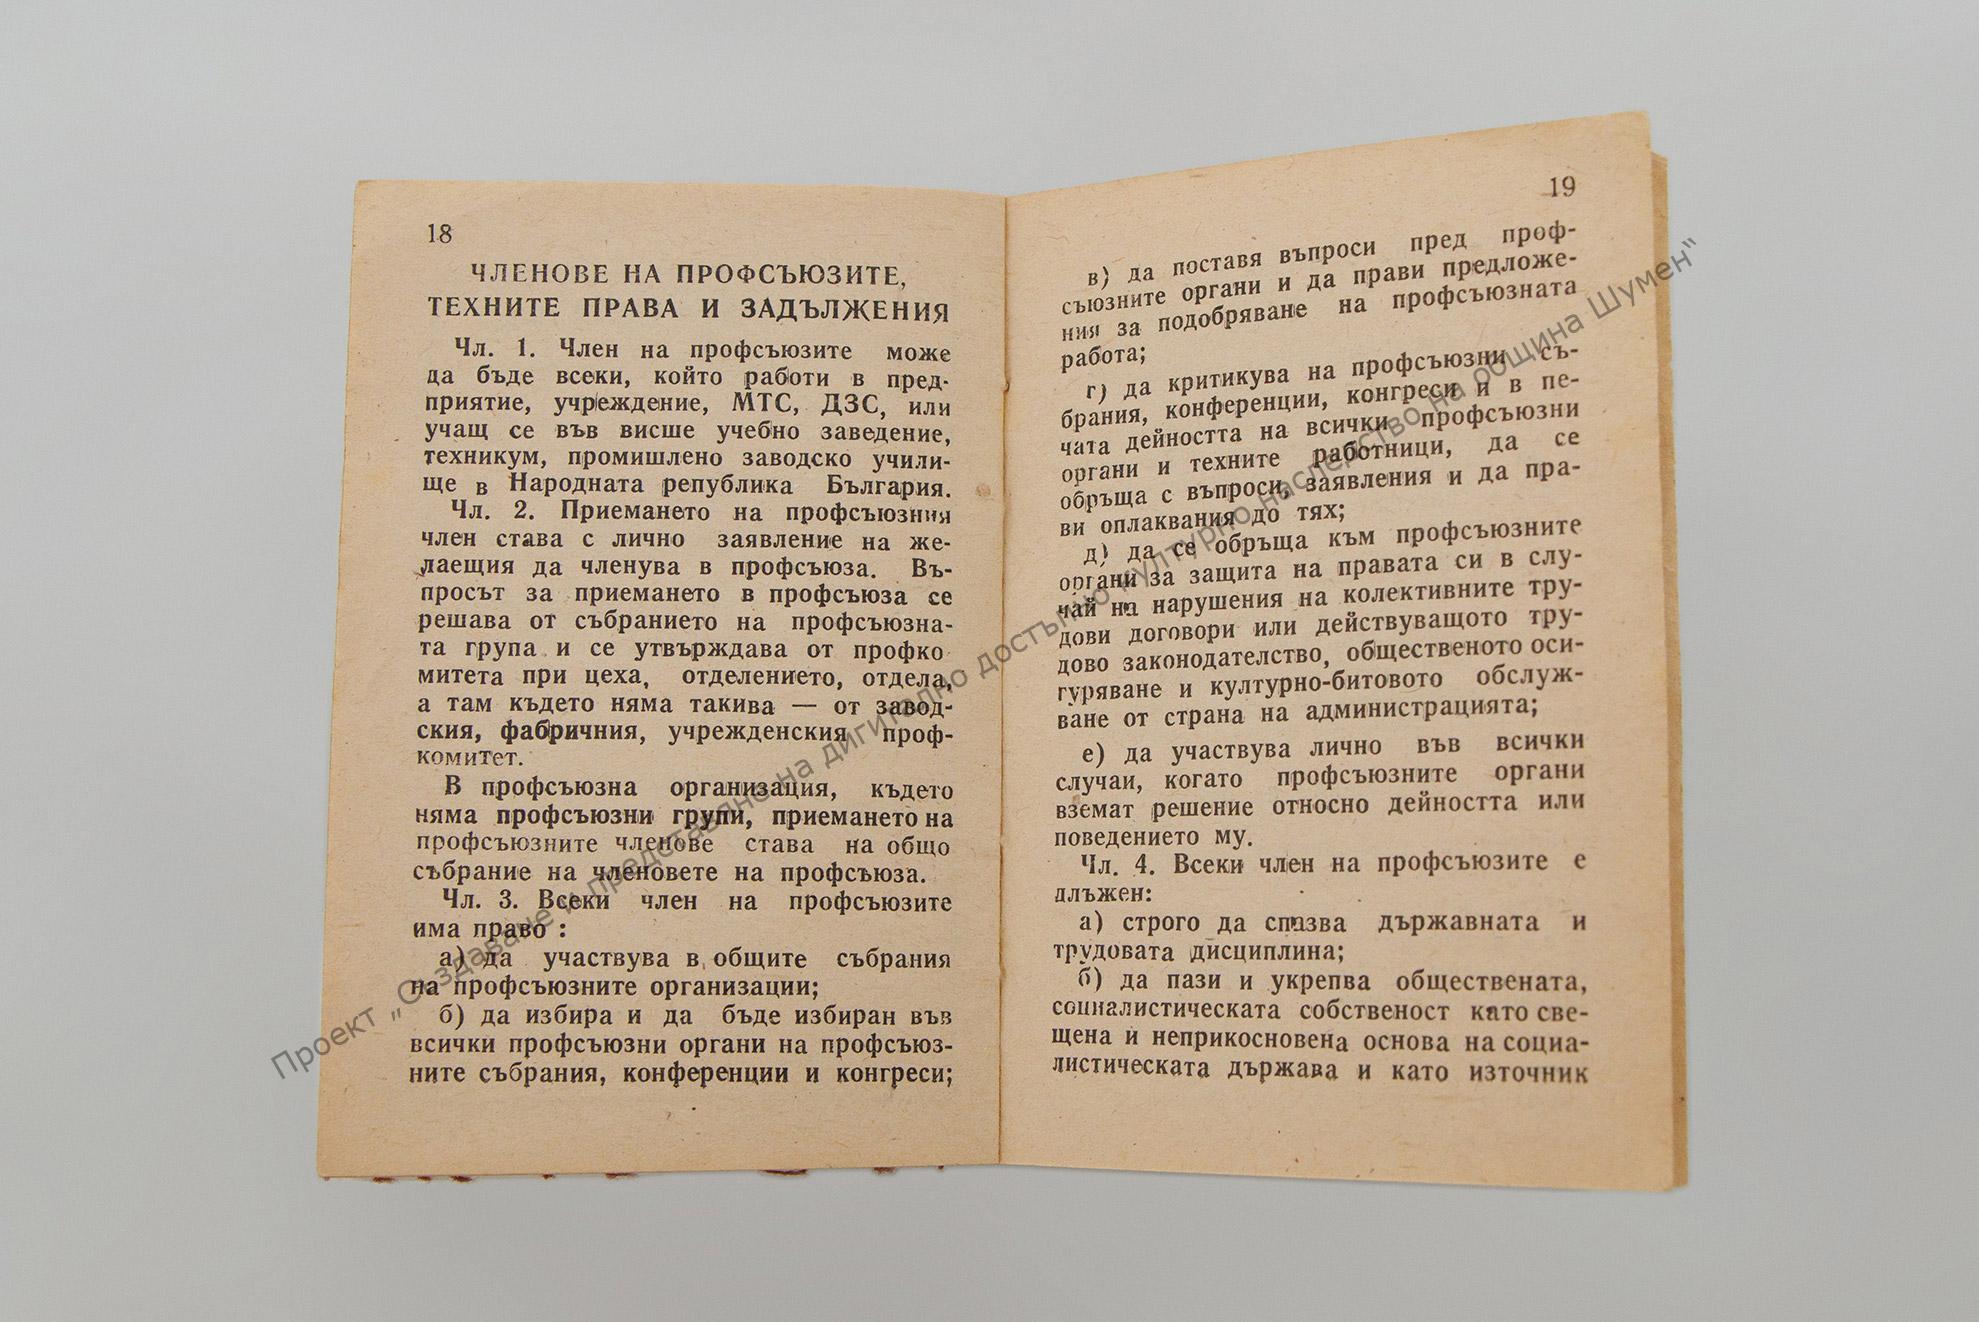 18
ЧЛЕНОВЕ НА ПРОФСЪЮЗИТЕ,
ТЕХНИТЕ ПРАВА И ЗАДЪЛЖЕНИЯ
Чл. 1. Член на профсъюзите може
да бъде всеки, който работи в пред-
приятие, учреждение, МТС, ДЗС, или
учащ се във висше учебно заведение,
техникум, промишлено заводско учили-
ще в Народната република България.
Чл. 2. Приемането на профсъюзния
член става с лично заявление на же-
лаещия да членува в профсъюза. Въ-
просът за приемането в профсъюза се
решава от събранието на профсъюзна-
та група и се утвърждава от профко
митета при цеха, отделението, отдела,
а там където няма такива — от завод-
ския, фабричния, учрежденския проф-
комитет.
В профсъюзна организация, където
няма профсъюзни групи, приемането на
профсъюзните членове става на общо
събрание на членовете на профсъюза.
Чл. 3. Всеки член на профсъюзите
има право :
а) да участвува в общите събрания
на профсъюзните организации;
б) да избира и да бъде избиран във
всички профсъюзни органи на профсъюз-
ните събрания, конференции и конгреси;
19
в) да поставя въпроси пред проф-
съюзните органи и да прави предложе-
ния за подобряване на профсъюзната
работа;
г) да критикува на профсъюзни съ-
брания, конференции, конгреси и в пе-
чата дейността на всички профсъюзни
органи и техните работници, да се
обръща с въпроси, заявления и да пра-
ви оплаквания до тях;
д) да се обръща към профсъюзните
органи за защита на правата си в слу-
чай на нарушения на колективните тру-
дови договори или действуващото тру-
дово законодателство, общественото оси-
гуряване и културно-битовото обслуж-
ване от страна на администрацията;
е) да участвува лично във всички
случаи, когато профсъюзните органи
вземат решение относно дейността или
поведението му.
Чл. 4. Всеки член на профсъюзите е
длъжен:
а) строго да спазва държавната и
трудовата дисциплина;
б) да пази и укрепва обществената,
социалистическата собственост като све-
щена и неприкосновена основа на социа-
листическата държава и като източник
Проект „Създаване и представяне на дигитално достъпно културно наследство на община Шумен"